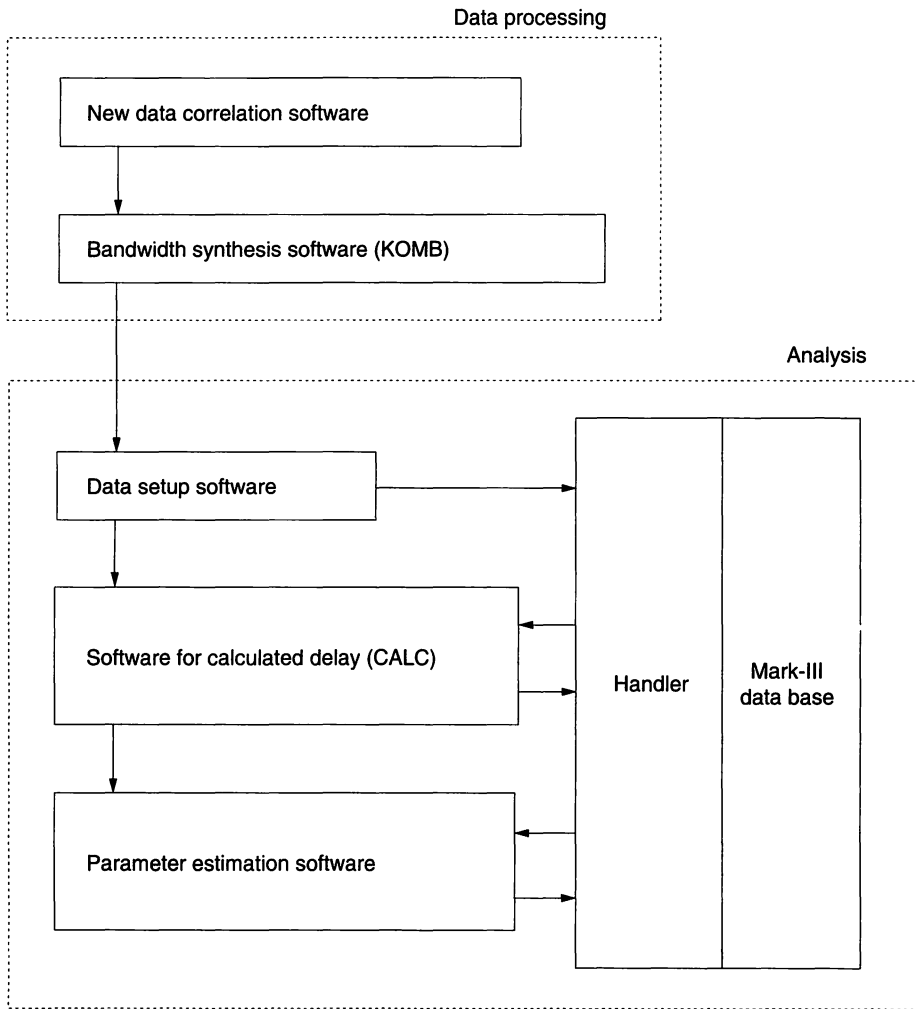 Data processing
New data correlation software
Bandwidth synthesis software (KOMB)
Analysis
Data setup software
Software for calculated delay (CALC)
Handler
Mark-III
data base
Parameter estimation software